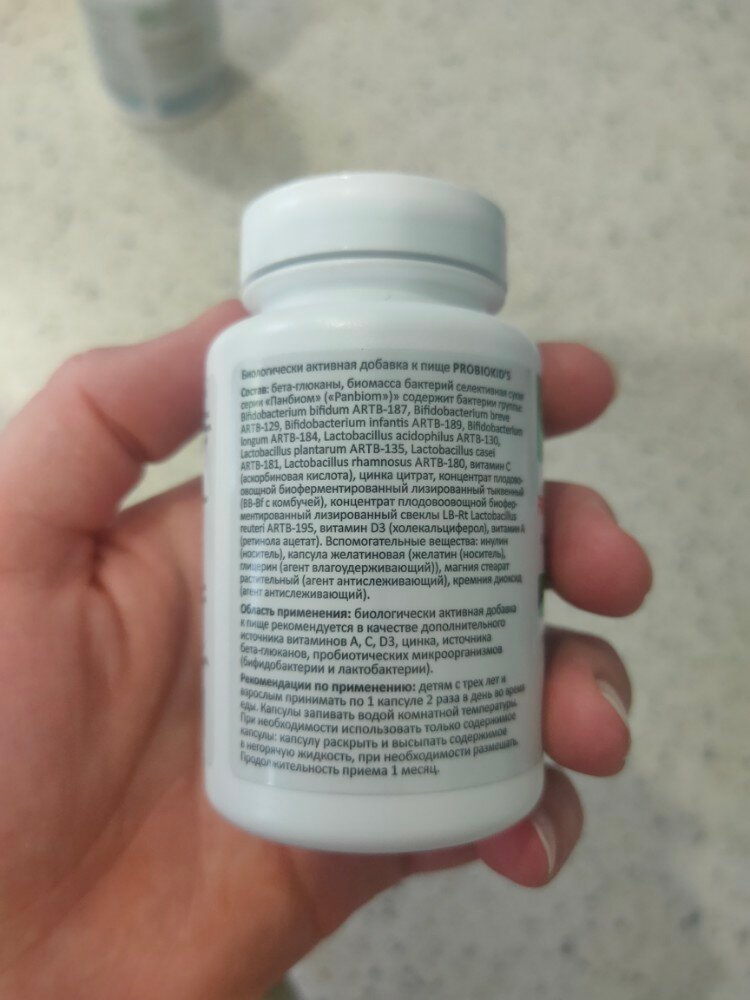 Биологически активная добавка к пище PROBIOKID'S
Состав: бета-глюканы, биомасса бактерий селективная сухая
серии «Панбиом» («Panbiom») содержит бактерии группы:
Bifidobacterium bifidum ARTB-187, Bifidobacterium breve
ARTB-129, Bifidobacterium infantis ARTB-189, Bifidobacterium
longum ARTB-184, Lactobacillus acidophilus ARTB-130,
Lactobacillus plantarum ARTB-135, Lactobacillus casei
ARTB-181, Lactobacillus rhamnosus ARTB-180, витамин С
(аскорбиновая кислота), цинка цитрат, концентрат плодово-
овощной биоферментированный лизированный тыквенный
(BB-Bf с комбучей), концентрат плодоовоовощной биофер-
ментированный лизированный свеклы LB-Rt Lactobacillus
reuteri ARTB-195, витамин D3 (холекальциферол), витамин А
(ретинола ацетат). Вспомогательные вещества: инулин
(носитель), капсула желатиновая (желатин (носитель),
глицерин (агент влагоудерживающий)), магния стеарат
растительный (агент антислеживающий), кремния диоксид
(агент антислеживающий).
Область применения: биологически активная добавка
к пище рекомендуется в качестве дополнительного
источника витаминов А, С, D3, цинка, источника
бета-глюканов, пробиотических микроорганизмов
(бифидобактерии и лактобактерии).
Рекомендации по применению: детям с трех лет и
взрослым принимать по 1 капсуле 2 раза в день во время
еды. Капсулы запивать водой комнатной температуры.
При необходимости использовать только содержимое
капсулы: капсулу раскрыть и высыпать содержимое
в негорячую жидкость, при необходимости размешать.
Продолжительность приема 1 месяц.